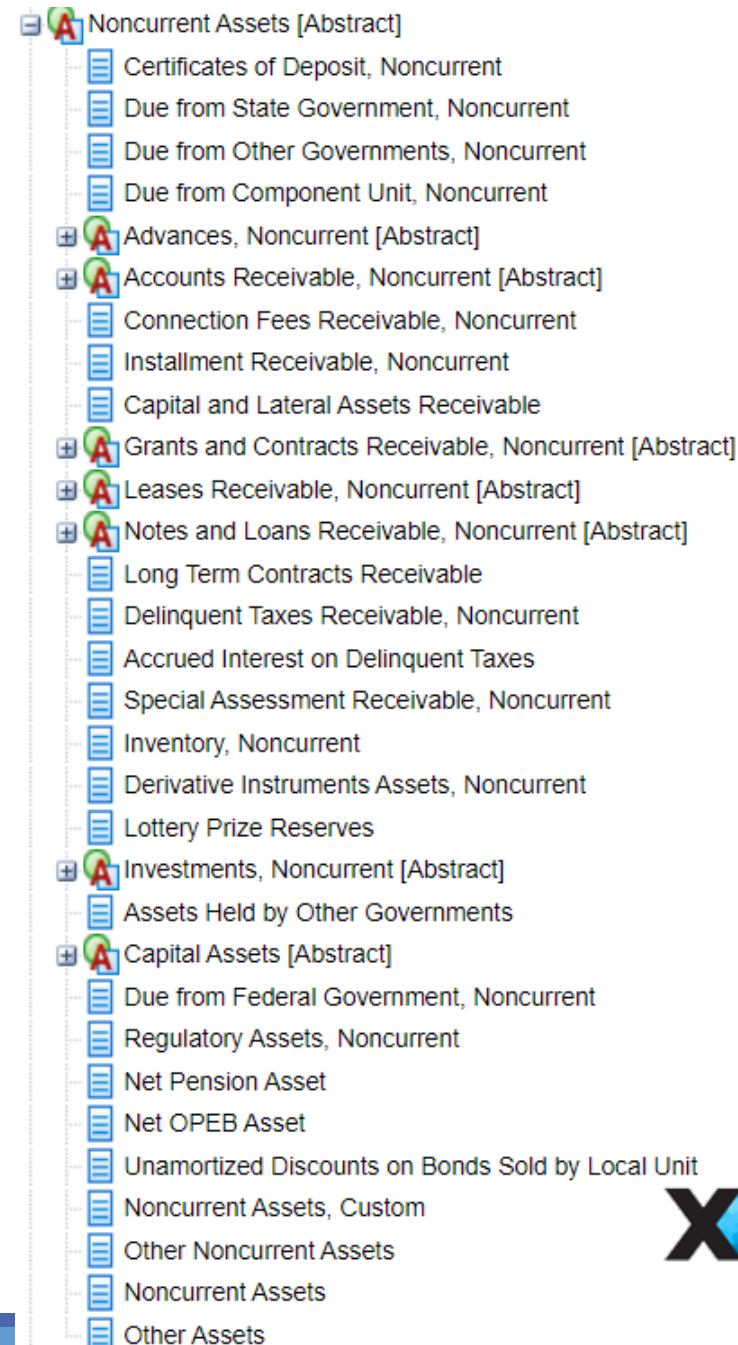 Noncurrent Assets [Abstract]
Certificates of Deposit, Noncurrent
Due from State Government, Noncurrent
Due from Other Governments, Noncurrent
Due from Component Unit, Noncurrent
Advances, Noncurrent [Abstract]
Accounts Receivable, Noncurrent [Abstract]
Connection Fees Receivable, Noncurrent
Installment Receivable, Noncurrent
Capital and Lateral Assets Receivable
Grants and Contracts Receivable, Noncurrent [Abstract]
Leases Receivable, Noncurrent [Abstract]
Notes and Loans Receivable, Noncurrent [Abstract]
Long Term Contracts Receivable
Delinquent Taxes Receivable, Noncurrent
Accrued Interest on Delinquent Taxes
Special Assessment Receivable, Noncurrent
Inventory, Noncurrent
Derivative Instruments Assets, Noncurrent
Lottery Prize Reserves
Investments, Noncurrent [Abstract]
Assets Held by Other Governments
Capital Assets [Abstract]
Due from Federal Government, Noncurrent
Regulatory Assets, Noncurrent
Net Pension Asset
Net OPEB Asset
Unamortized Discounts on Bonds Sold by Local Unit
Noncurrent Assets, Custom
Other Noncurrent Assets
Noncurrent Assets
Other Assets